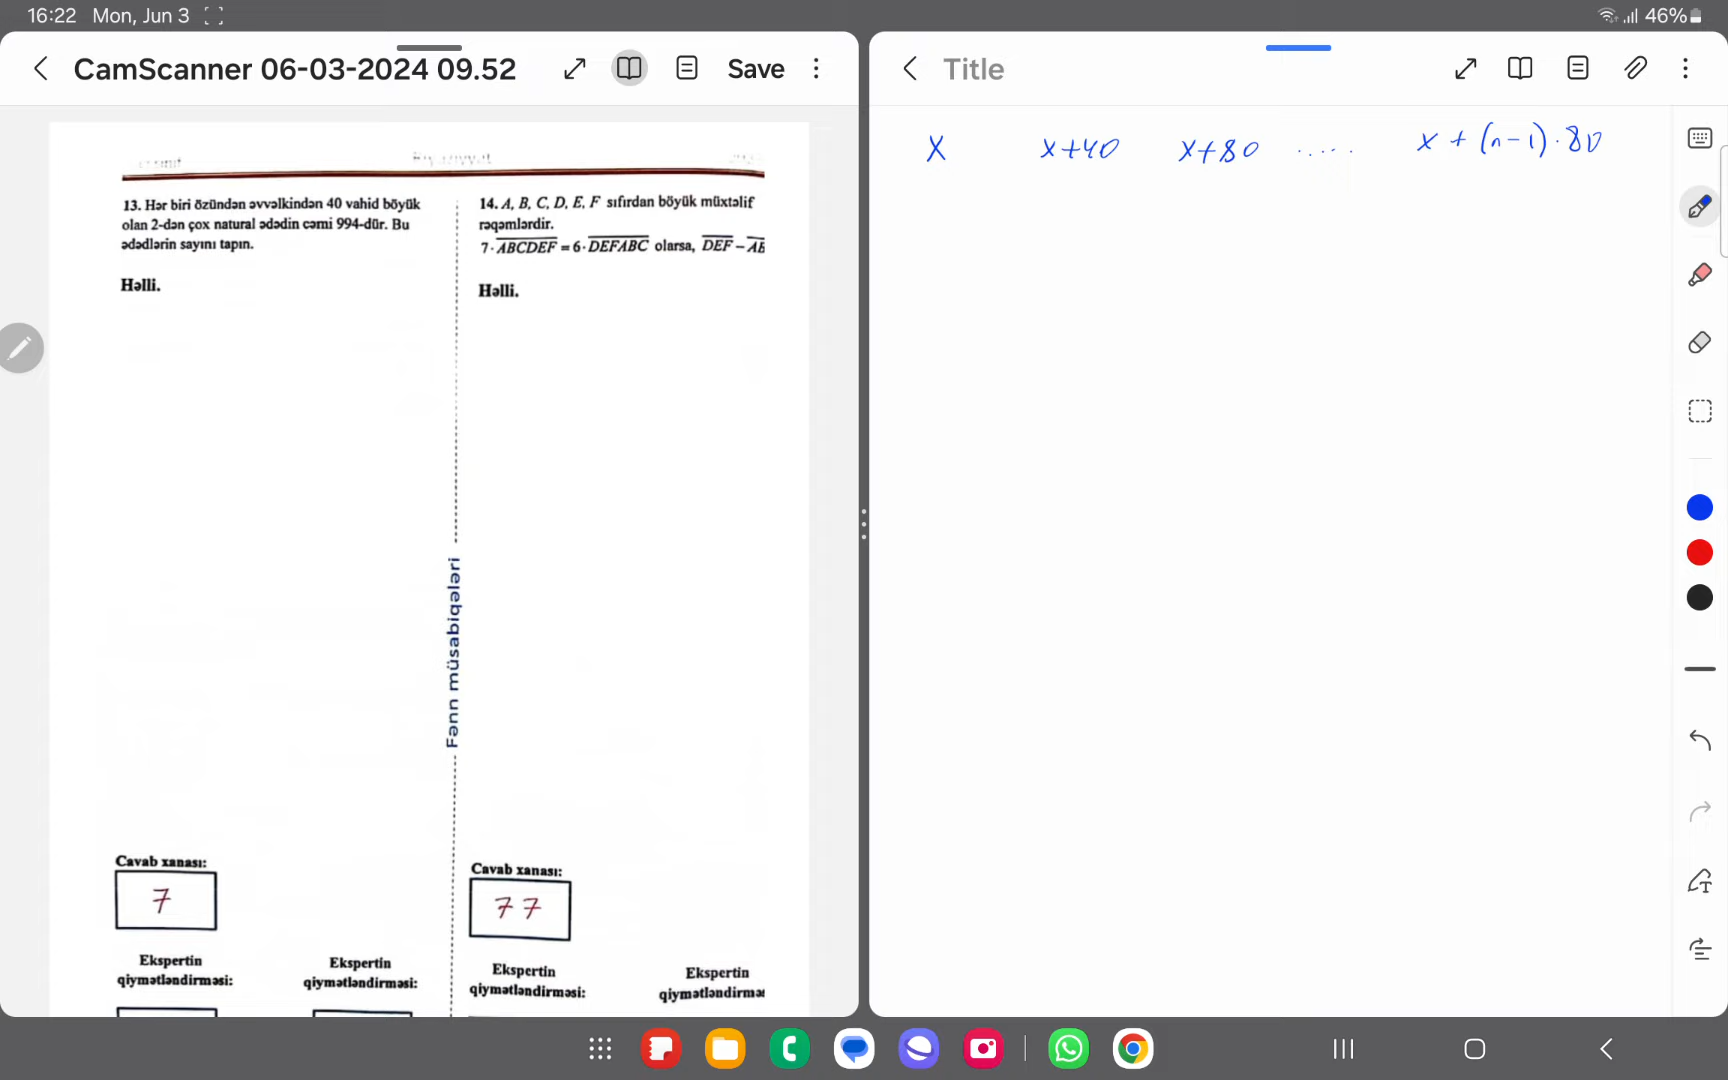 16:22 Mon, Jun 3
46%
CamScanner 06-03-2024 09.52
Save
Title
13. Hər biri özündən əvvəlkindən 40 vahid böyük
olan 2-dən çox natural ədədin cəmi 994-dür. Bu
ədədlərin sayını tapın.
Həlli.
Cavab xanası:
7
Ekspertin
qiymətləndirməsi:
Ekspertin
qiymətləndirməsi:
Fənn müsabiqələri
14. A, B, C, D, E, F sıfırdan böyük müxtəlif
rəqəmlərdir.
7·ABCDEF = 6·DEFABC olarsa, DEF – AB
Həlli.
Cavab xanası:
77
Ekspertin
qiymətləndirməsi:
Ekspertin
qiymətləndirmə
x x+40 x+80 ..... x + (n-1)·80